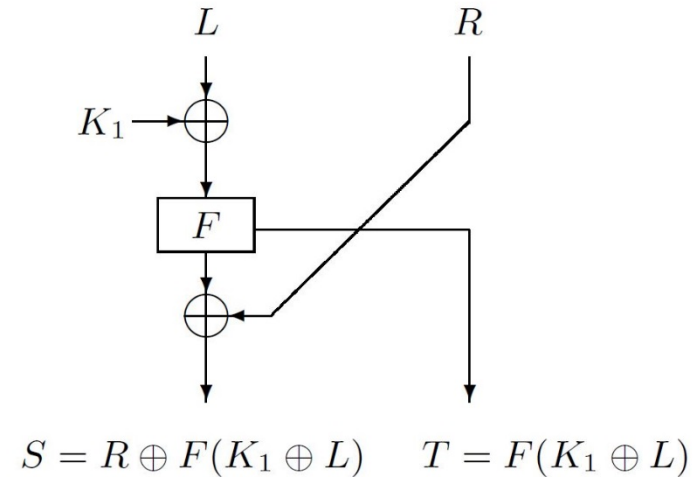 L R
K₁
F
S = R ⊕ F(K₁ ⊕ L) T = F(K₁ ⊕ L)